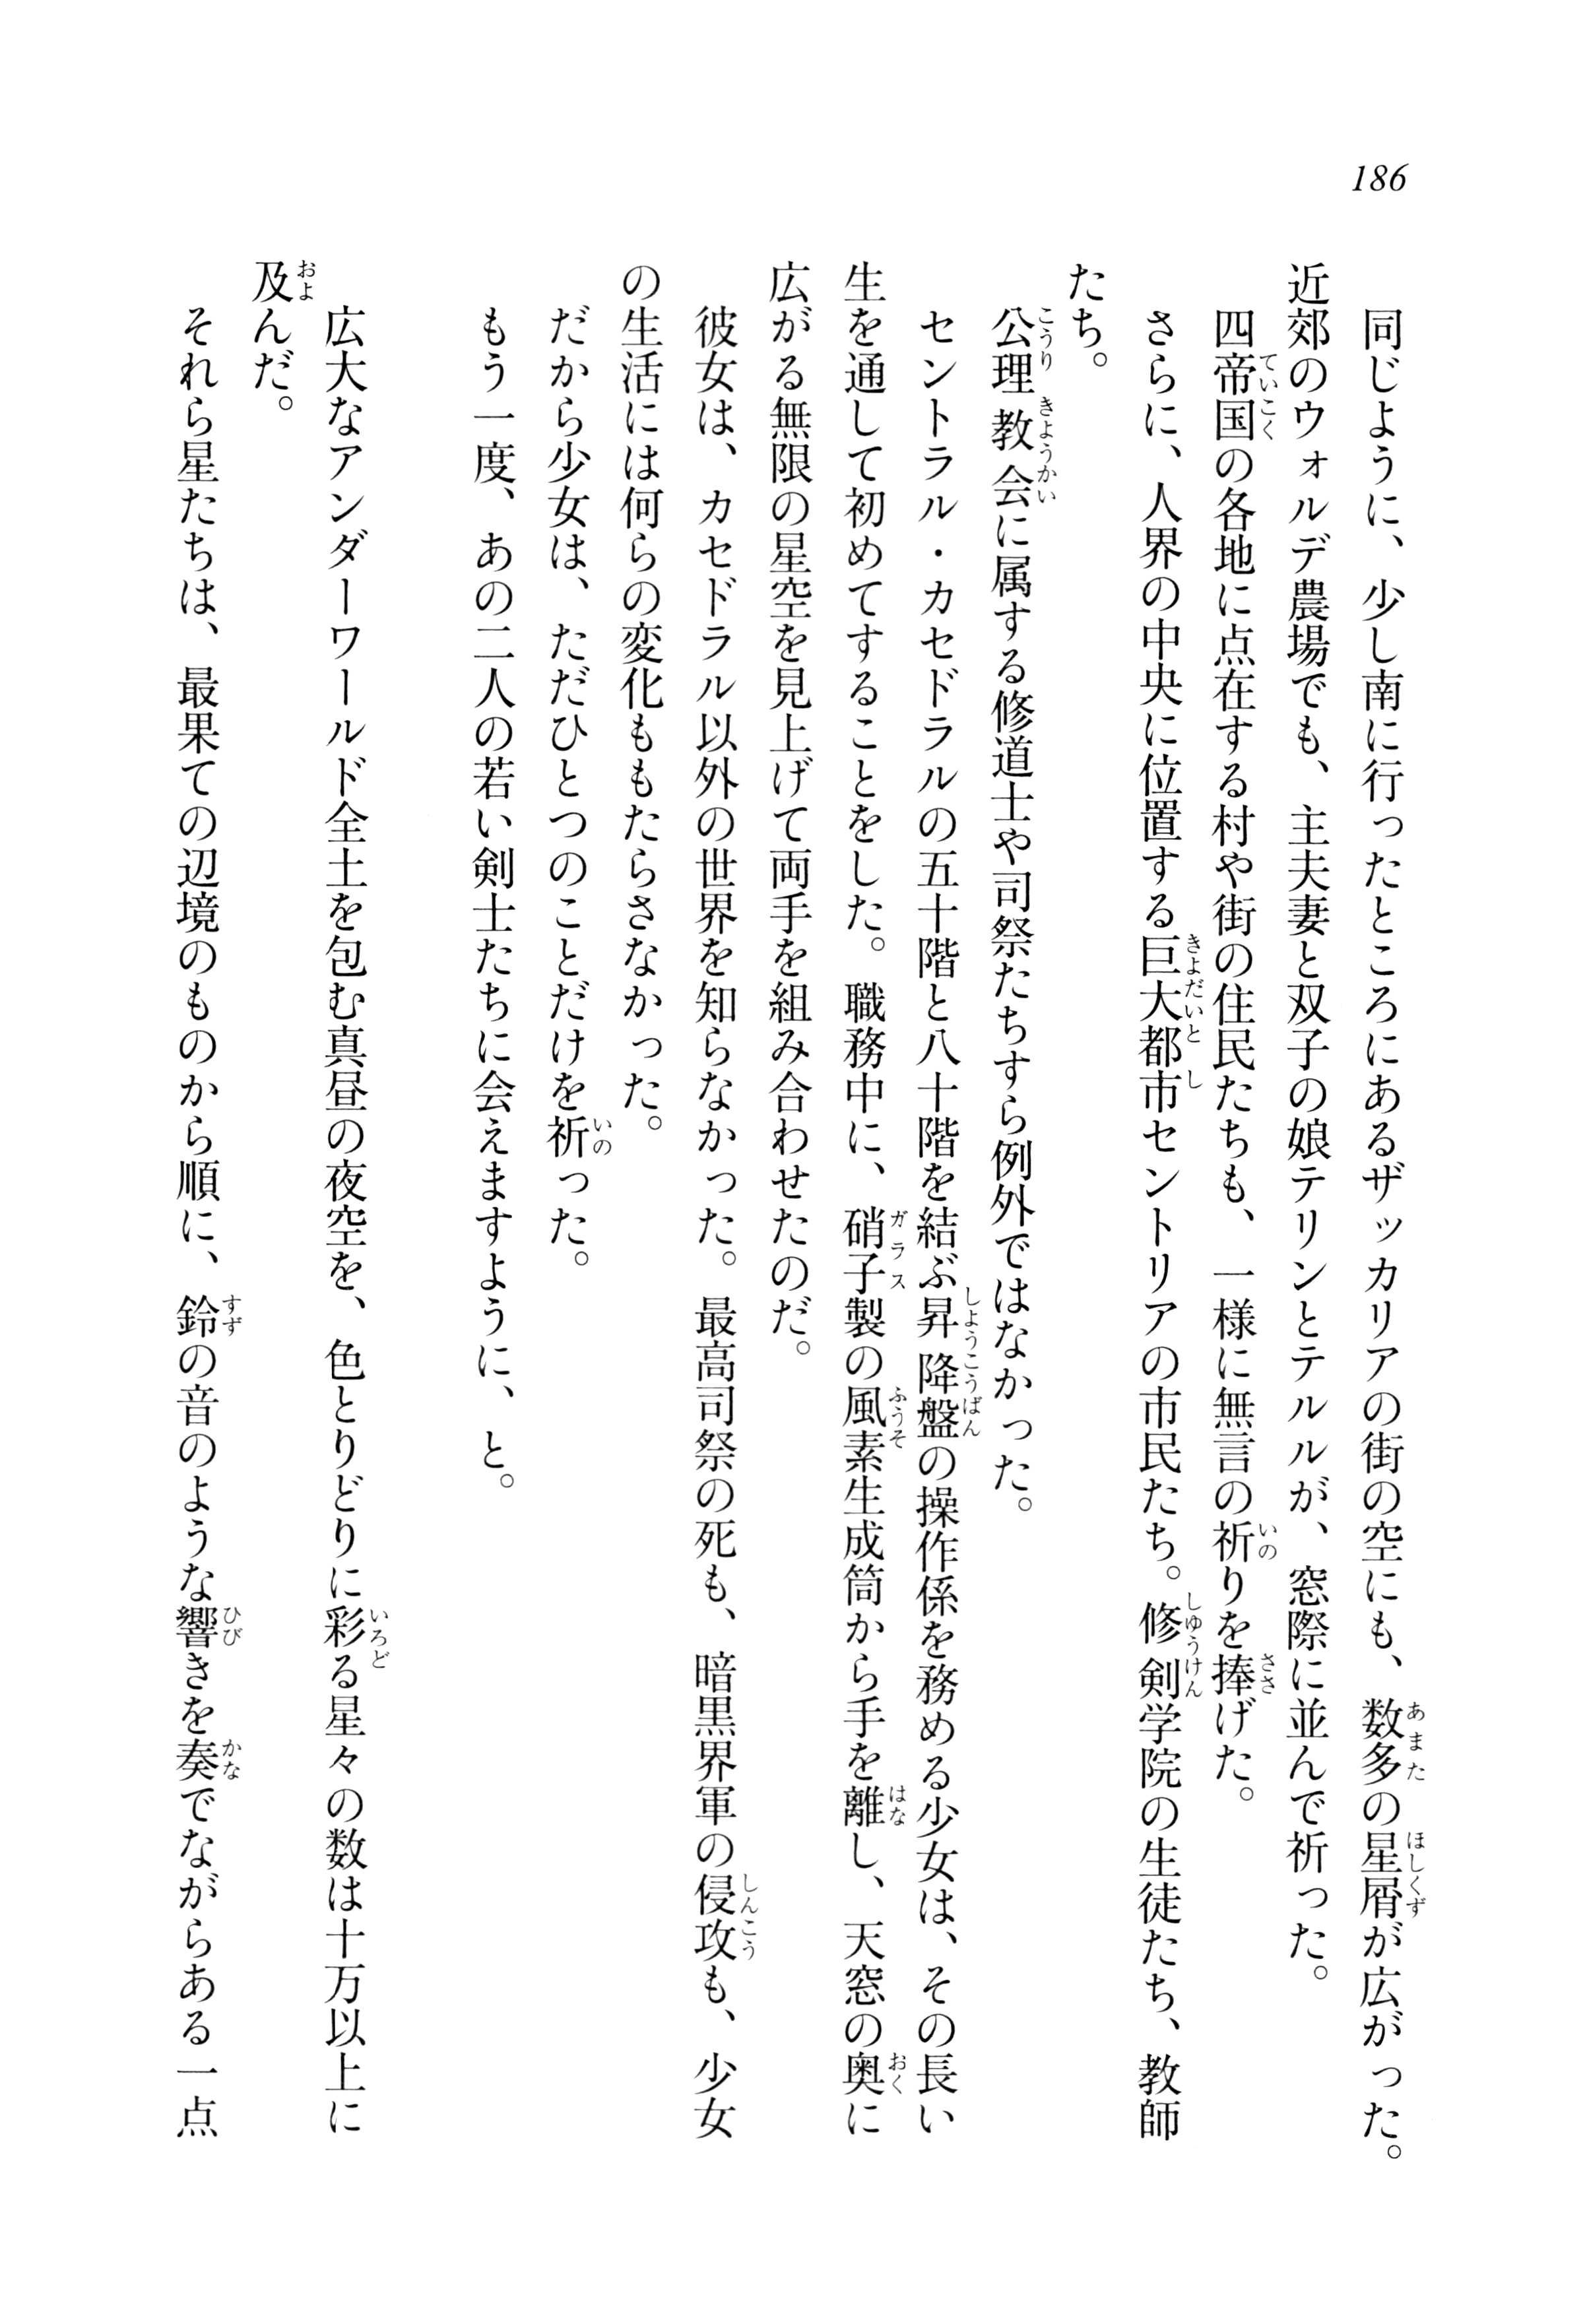 186
同じように、少し南に行ったところにあるザッカリアの街の空にも、数多の星屑が広がった。
近郊のウォルデ農場でも、主夫妻と双子の娘テリンとテルルが、窓際に並んで祈った。
四帝国の各地に点在する村や街の住民たちも、一様に無言の祈りを捧げた。
さらに、人界の中央に位置する巨大都市セントリアの市民たち。修剣学院の生徒たち、教師
たち。
公理教会に属する修道士や司祭たちすら例外ではなかった。
セントラル・カセドラルの五十階と八十階を結ぶ昇降盤の操作係を務める少女は、その長い
生を通して初めてすることをした。職務中に、硝子製の風素生成筒から手を離し、天窓の奥に
広がる無限の星空を見上げて両手を組み合わせたのだ。
彼女は、カセドラル以外の世界を知らなかった。最高司祭の死も、暗黒界軍の侵攻も、少女
の生活には何らの変化ももたらさなかった。
だから少女は、ただひとつのことだけを祈った。
もう一度、あの二人の若い剣士たちに会えますように、と。
広大なアンダーワールド全土を包む真昼の夜空を、色とりどりに彩る星々の数は十万以上に
及んだ。
それら星たちは、最果ての辺境のものから順に、鈴の音のような響きを奏でながらある一点